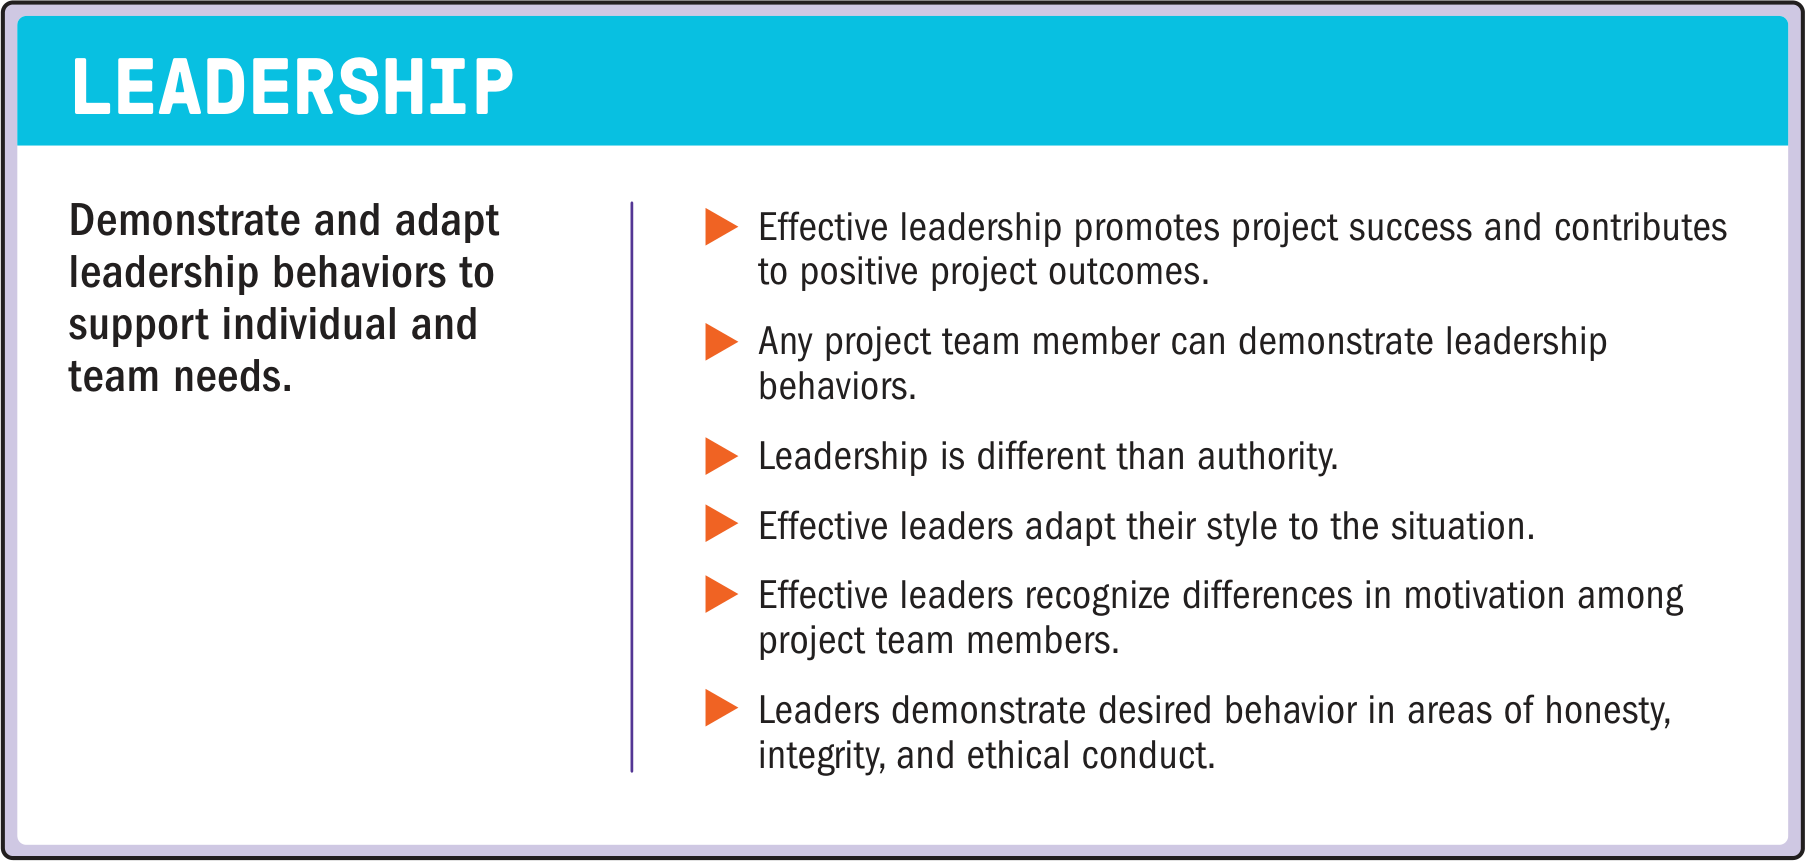 LEADERSHIP
Demonstrate and adapt
leadership behaviors to
support individual and
team needs.
Effective leadership promotes project success and contributes
to positive project outcomes.
Any project team member can demonstrate leadership
behaviors.
Leadership is different than authority.
Effective leaders adapt their style to the situation.
Effective leaders recognize differences in motivation among
project team members.
Leaders demonstrate desired behavior in areas of honesty,
integrity, and ethical conduct.